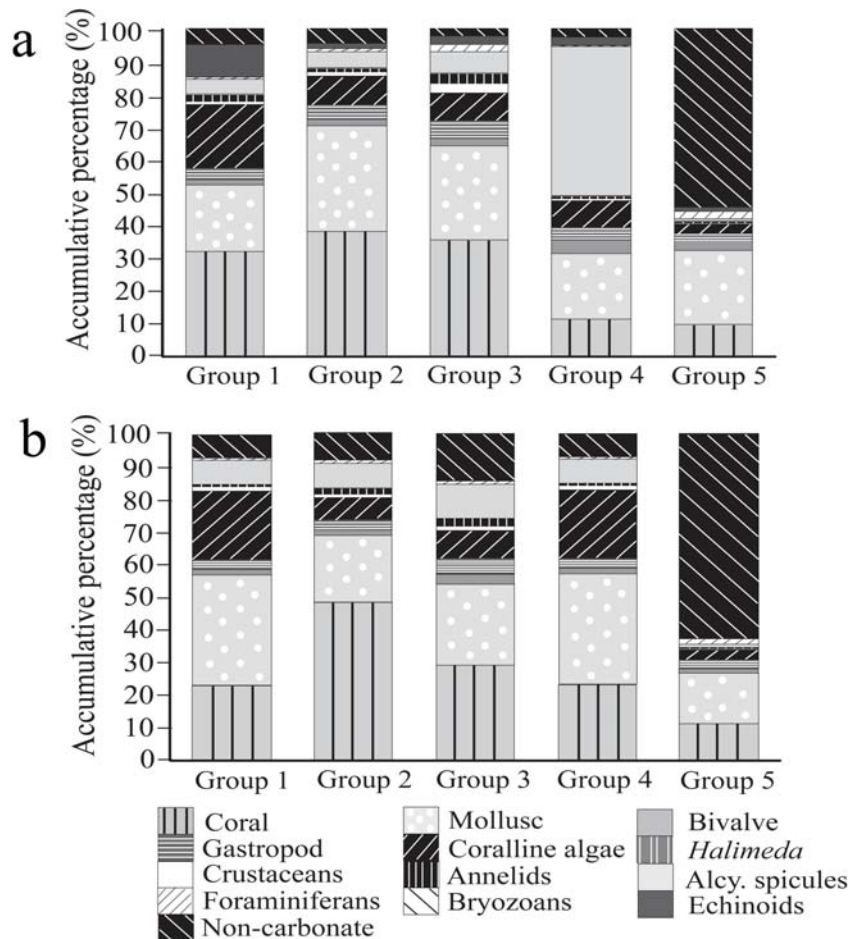 a
Accumulative percentage (%)
100
90
80
70
60
50
40
30
20
10
0
Group 1 Group 2 Group 3 Group 4 Group 5
b
Accumulative percentage (%)
100
90
80
70
60
50
40
30
20
10
0
Group 1 Group 2 Group 3 Group 4 Group 5
Coral Mollusc Bivalve
Gastropod Coralline algae Halimeda
Crustaceans Annelids Alcy. spicules
Foraminiferans Bryozoans Echinoids
Non-carbonate